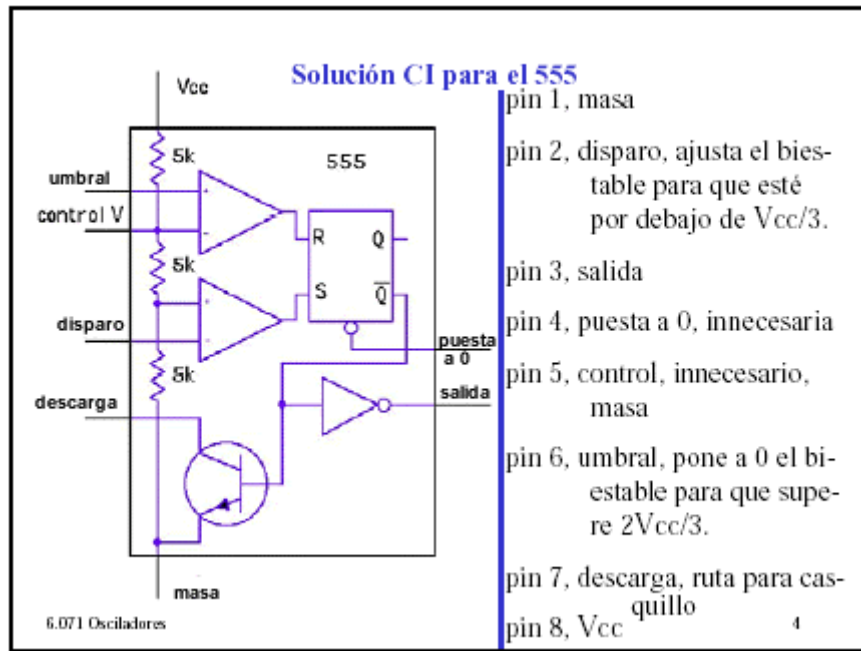 Solución CI para el 555
Vcc
5k
555
umbral
control V
R
Q
5k
S
Q
disparo
puesta
a 0
5k
salida
descarga
masa
pin 1, masa
pin 2, disparo, ajusta el bies-
table para que esté
por debajo de Vcc/3.
pin 3, salida
pin 4, puesta a 0, innecesaria
pin 5, control, innecesario,
masa
pin 6, umbral, pone a 0 el bi-
estable para que supe-
re 2Vcc/3.
pin 7, descarga, ruta para cas-
quillo
pin 8, Vcc
6.071 Osciladores
4